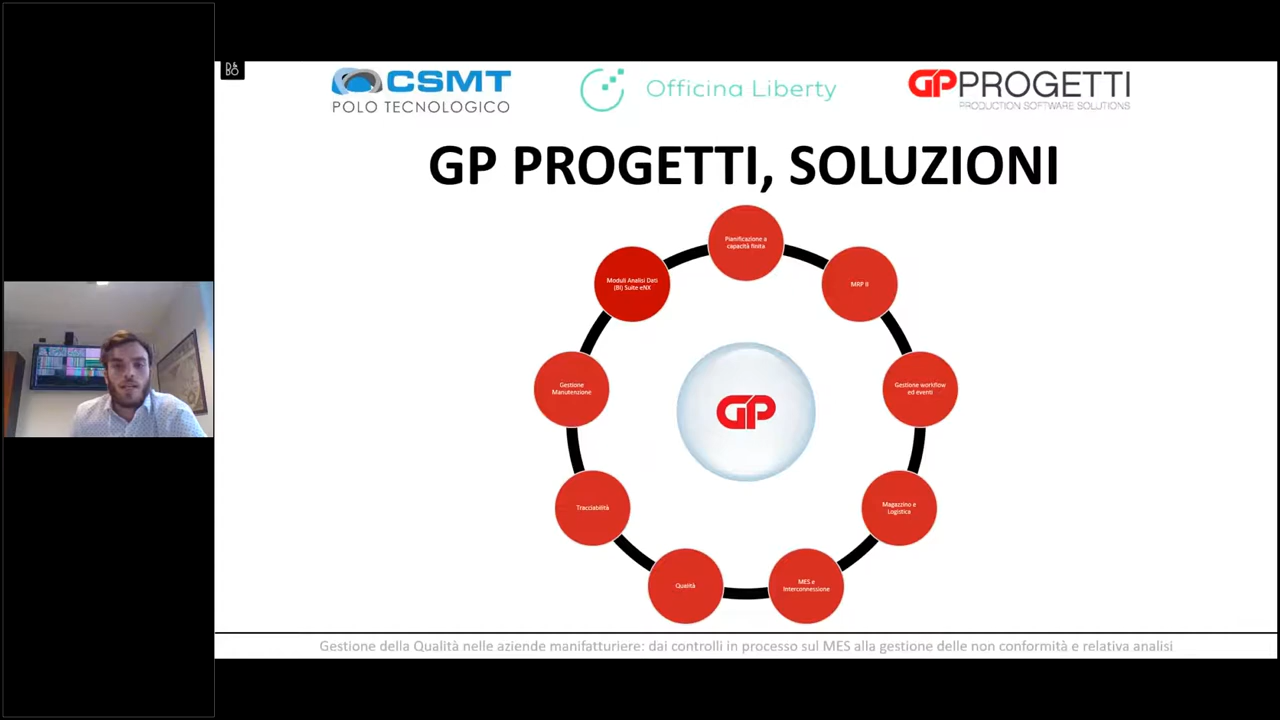 D&
BO
CSMT
POLO TECNOLOGICO
Officina Liberty
GPPROGETTI
PRODUCTION SOFTWARE SOLUTIONS
GP PROGETTI, SOLUZIONI
Pianificazione a
capacità finita
Moduli Analisi Dati
(BI) Suite eNX
MRP II
Gestione
Manutenzione
Gestione workflow
ed eventi
GP
Tracciabilità
Magazzino e
Logistica
Qualità
MES e
Interconnessione
Gestione della Qualità nelle aziende manifatturiere: dai controlli in processo sul MES alla gestione delle non conformità e relativa analisi